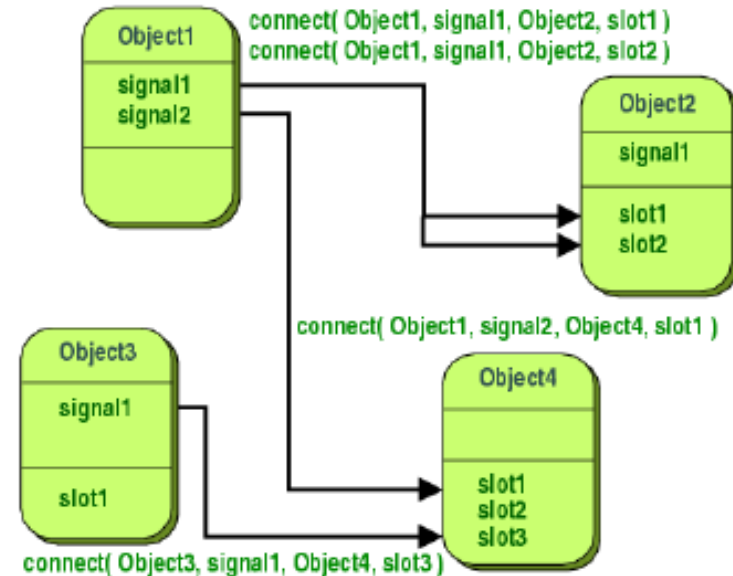 Object1
signal1
signal2
connect( Object1, signal1, Object2, slot1 )
connect( Object1, signal1, Object2, slot2 )
Object2
signal1
slot1
slot2
connect( Object1, signal2, Object4, slot1 )
Object3
signal1
slot1
Object4
slot1
slot2
slot3
connect( Object3, signal1, Object4, slot3 )